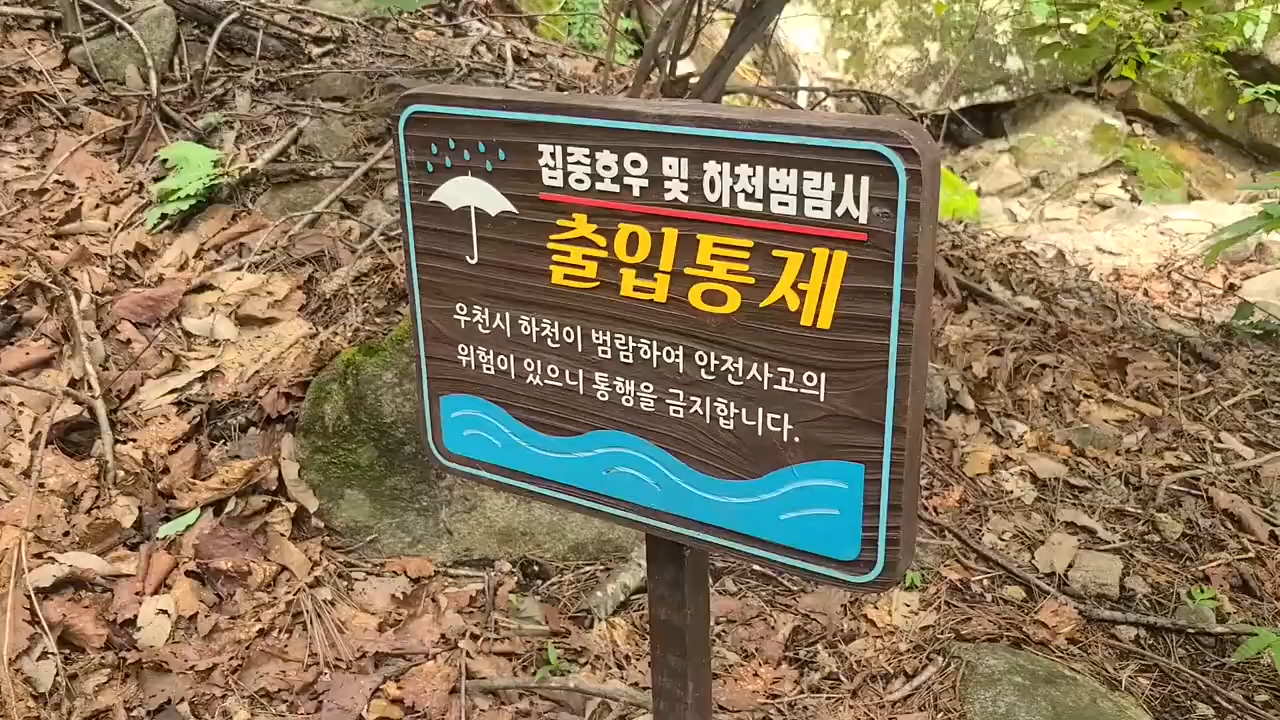 집중호우 및 하천범람시
출입통제
우천시 하천이 범람하여 안전사고의
위험이 있으니 통행을 금지합니다.